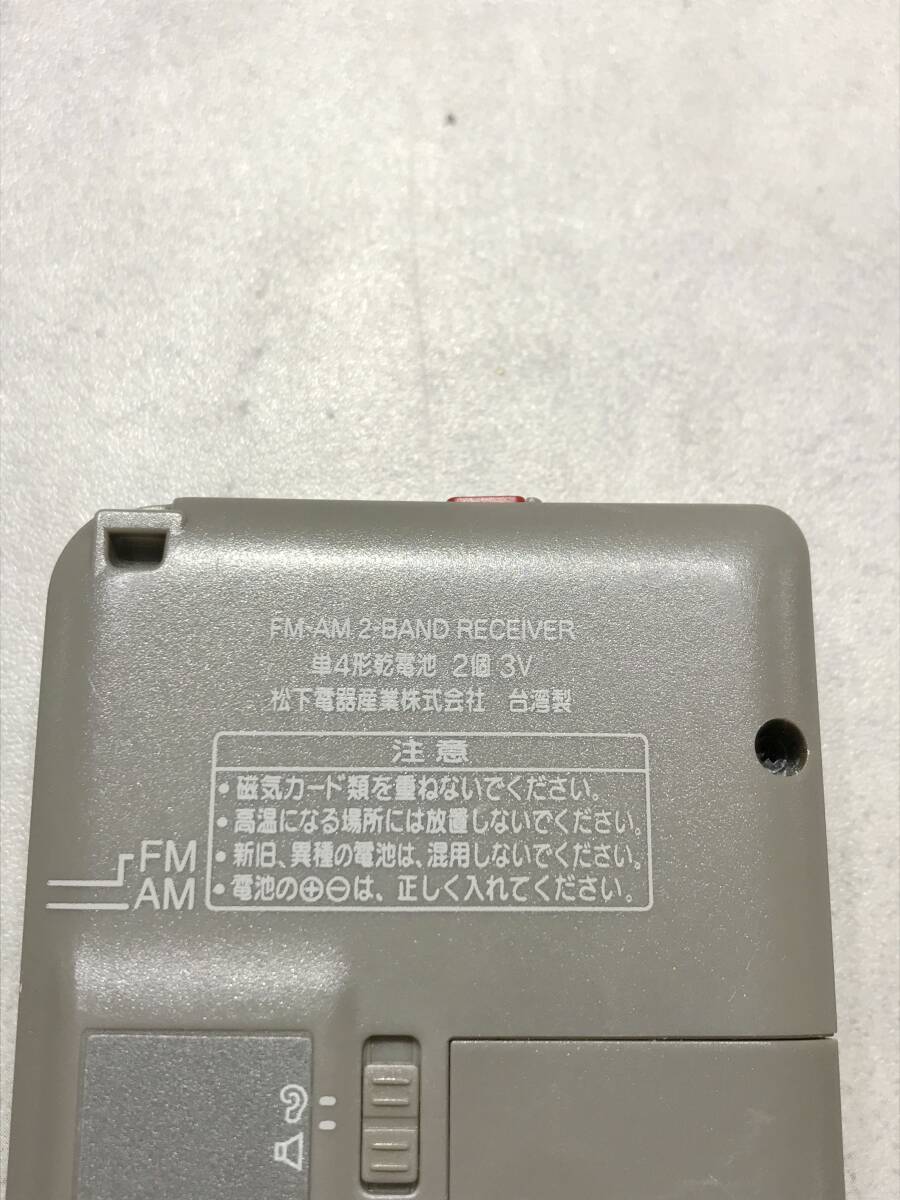 FM-AM 2-BAND RECEIVER
単4形乾電池 2個 3V
松下電器産業株式会社 台湾製
注意
・磁気カード類を重ねないでください。
・高温になる場所には放置しないでください。
・新旧、異種の電池は、混用しないでください。
・電池の⊕⊖は、正しく入れてください。
FM
AM